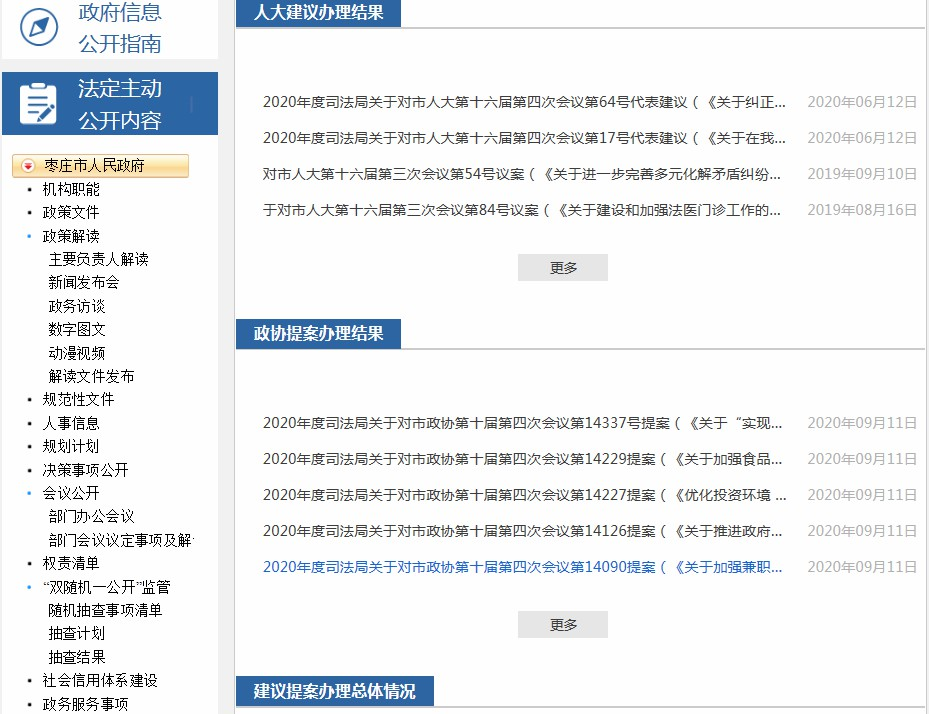 政府信息
公开指南
法定主动
公开内容
枣庄市人民政府
机构职能
政策文件
政策解读
主要负责人解读
新闻发布会
政务访谈
数字图文
动漫视频
解读文件发布
规范性文件
人事信息
规划计划
决策事项公开
会议公开
部门办公会议
部门会议议定事项及解
权责清单
“双随机一公开”监管
随机抽查事项清单
抽查计划
抽查结果
社会信用体系建设
政务服务事项
人大建议办理结果
2020年度司法局关于对市人大第十六届第四次会议第64号代表建议（《关于纠正... 2020年06月12日
2020年度司法局关于对市人大第十六届第四次会议第17号代表建议（《关于在我... 2020年06月12日
对市人大第十六届第三次会议第54号议案（《关于进一步完善多元化解矛盾纠纷... 2019年09月10日
于对市人大第十六届第三次会议第84号议案（《关于建设和加强法医门诊工作的... 2019年08月16日
更多
政协提案办理结果
2020年度司法局关于对市政协第十届第四次会议第14337号提案（《关于“实现... 2020年09月11日
2020年度司法局关于对市政协第十届第四次会议第14229提案（《关于加强食品... 2020年09月11日
2020年度司法局关于对市政协第十届第四次会议第14227提案（《优化投资环境 ... 2020年09月11日
2020年度司法局关于对市政协第十届第四次会议第14126提案（《关于推进政府... 2020年09月11日
2020年度司法局关于对市政协第十届第四次会议第14090提案（《关于加强兼职... 2020年09月11日
更多
建议提案办理总体情况